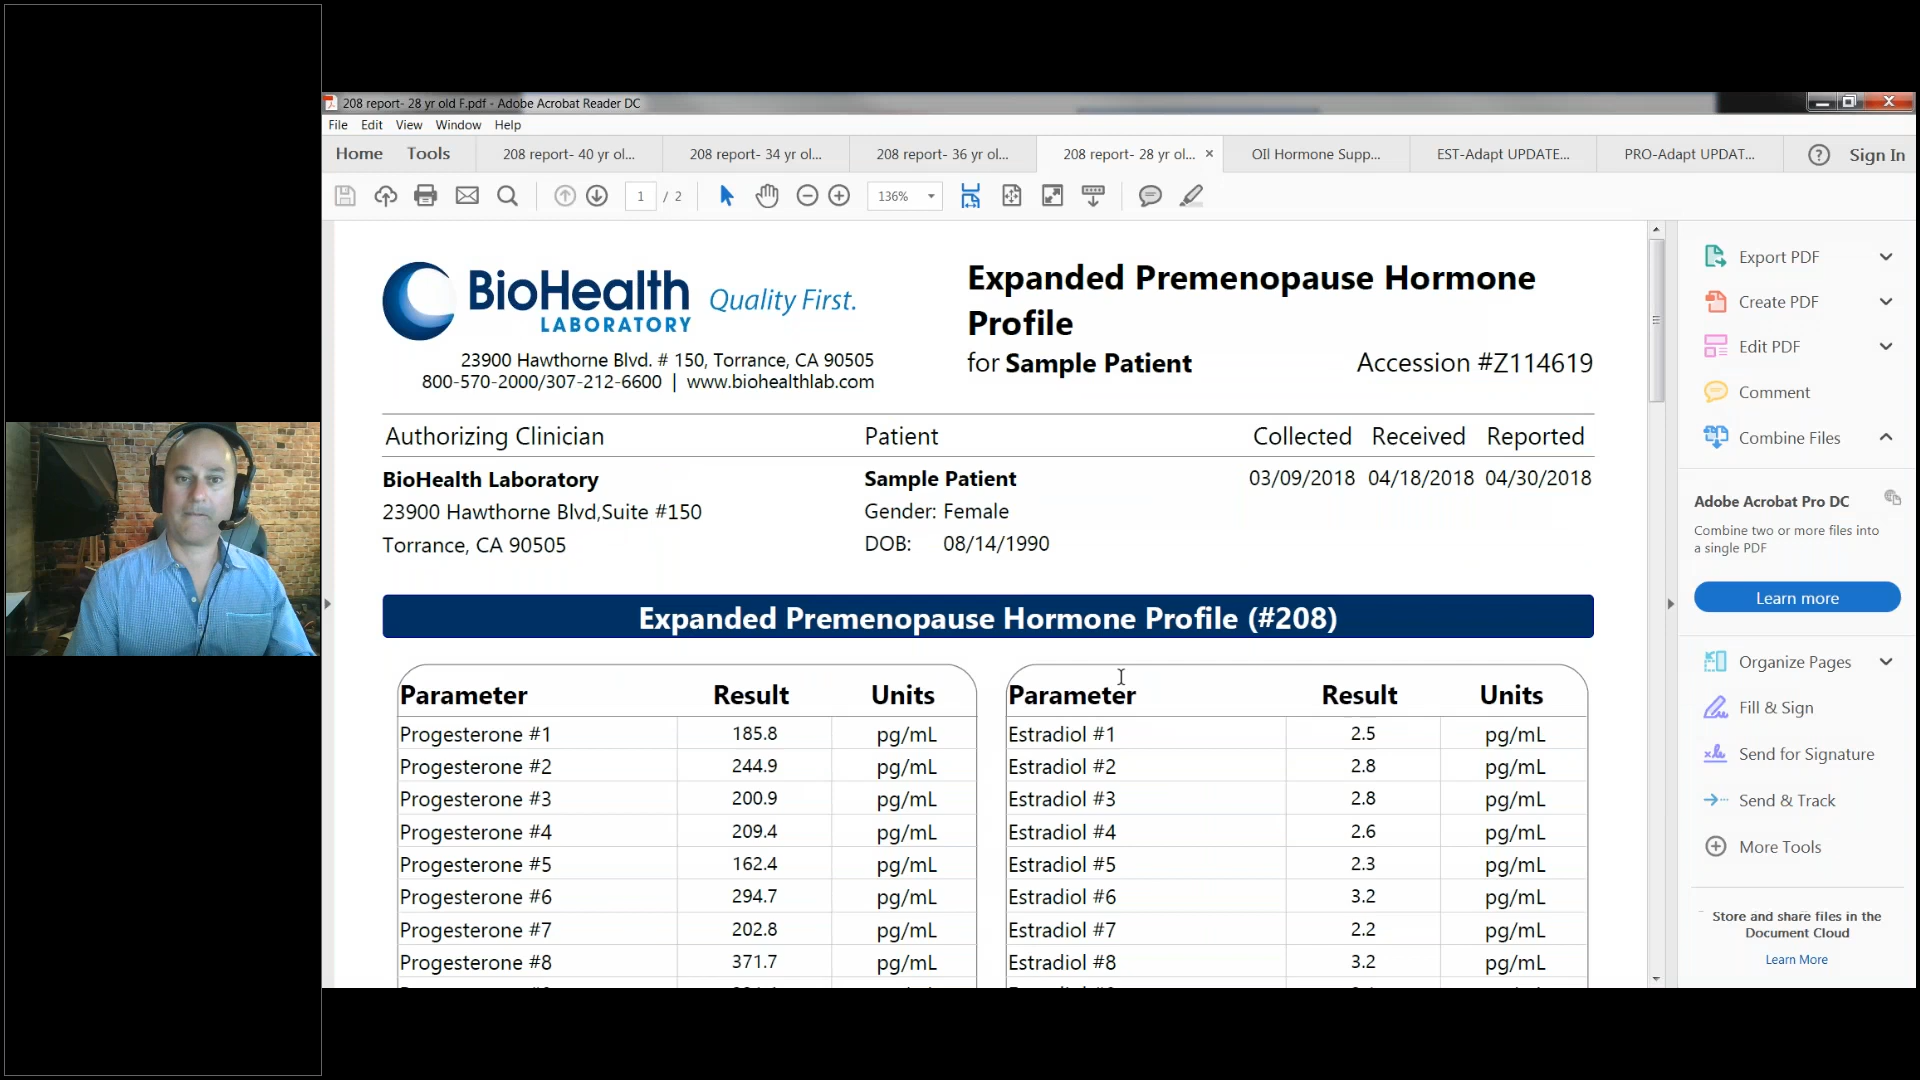 208 report- 28 yr old F.pdf - Adobe Acrobat Reader DC
File Edit View Window Help
Home Tools 208 report- 40 yr ol... 208 report- 34 yr ol... 208 report- 36 yr ol... 208 report- 28 yr ol... × OII Hormone Supp... EST-Adapt UPDATE... PRO-Adapt UPDAT... Sign In
1 / 2 136%
BioHealth
LABORATORY
Quality First.
23900 Hawthorne Blvd. # 150, Torrance, CA 90505
800-570-2000/307-212-6600 | www.biohealthlab.com
Expanded Premenopause Hormone
Profile
for Sample Patient Accession #Z114619
Authorizing Clinician Patient Collected Received Reported
BioHealth Laboratory Sample Patient 03/09/2018 04/18/2018 04/30/2018
23900 Hawthorne Blvd,Suite #150 Gender: Female
Torrance, CA 90505 DOB: 08/14/1990
Expanded Premenopause Hormone Profile (#208)
Parameter Result Units Parameter Result Units
Progesterone #1 185.8 pg/mL Estradiol #1 2.5 pg/mL
Progesterone #2 244.9 pg/mL Estradiol #2 2.8 pg/mL
Progesterone #3 200.9 pg/mL Estradiol #3 2.8 pg/mL
Progesterone #4 209.4 pg/mL Estradiol #4 2.6 pg/mL
Progesterone #5 162.4 pg/mL Estradiol #5 2.3 pg/mL
Progesterone #6 294.7 pg/mL Estradiol #6 3.2 pg/mL
Progesterone #7 202.8 pg/mL Estradiol #7 2.2 pg/mL
Progesterone #8 371.7 pg/mL Estradiol #8 3.2 pg/mL
Export PDF
Create PDF
Edit PDF
Comment
Combine Files
Adobe Acrobat Pro DC
Combine two or more files into
a single PDF
Learn more
Organize Pages
Fill & Sign
Send for Signature
Send & Track
More Tools
Store and share files in the
Document Cloud
Learn More